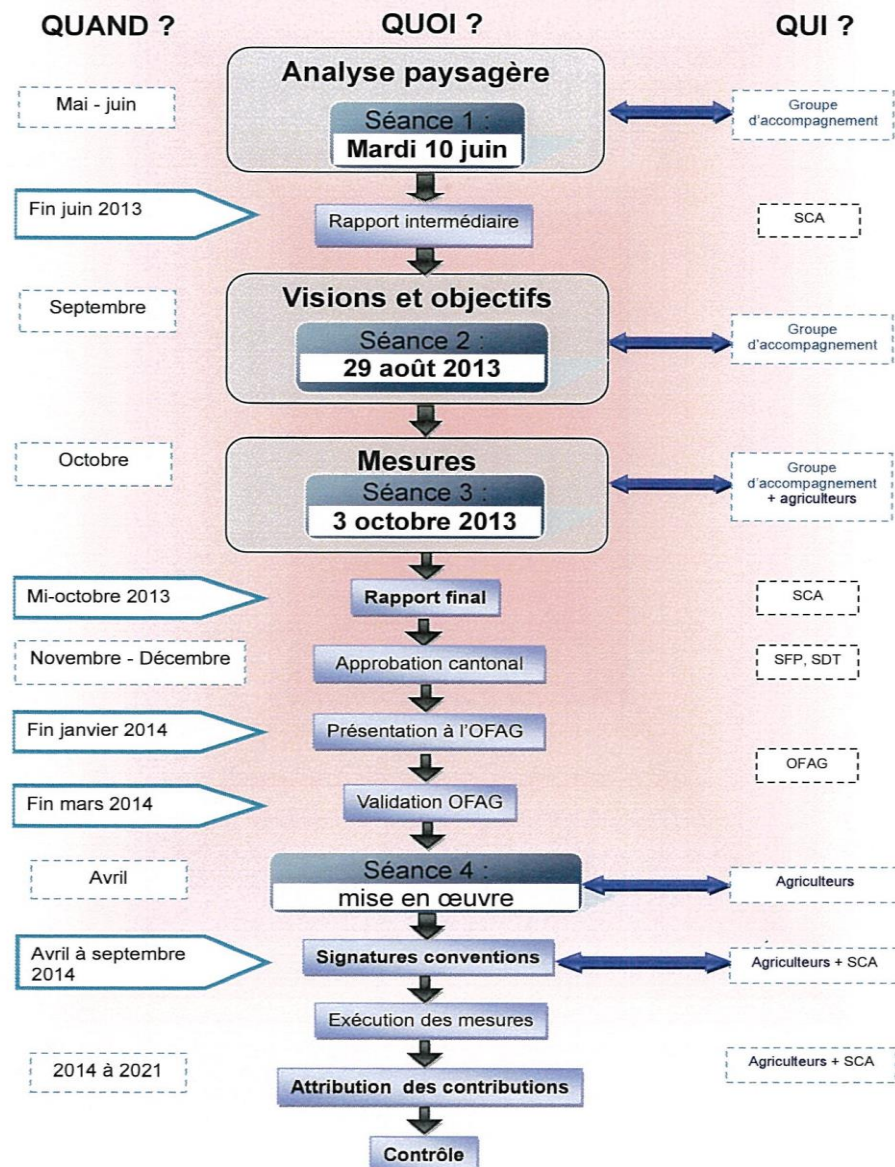 QUAND ?
QUOI ?
QUI ?
Mai - juin
Analyse paysagère
Séance 1 :
Mardi 10 juin
Groupe
d'accompagnement
Fin juin 2013
Rapport intermédiaire
SCA
Septembre
Visions et objectifs
Séance 2 :
29 août 2013
Groupe
d'accompagnement
Octobre
Mesures
Séance 3 :
3 octobre 2013
Groupe
d'accompagnement
+ agriculteurs
Mi-octobre 2013
Rapport final
SCA
Novembre - Décembre
Approbation cantonal
SFP, SDT
Fin janvier 2014
Présentation à l'OFAG
OFAG
Fin mars 2014
Validation OFAG
Avril
Séance 4 :
mise en œuvre
Agriculteurs
Avril à septembre
2014
Signatures conventions
Agriculteurs + SCA
Exécution des mesures
2014 à 2021
Attribution des contributions
Agriculteurs + SCA
Contrôle